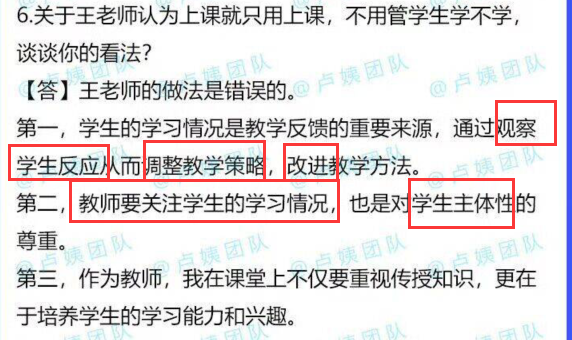 6.关于王老师认为上课就只用上课，不用管学生学不学，
谈谈你的看法？
【答】王老师的做法是错误的。
第一，学生的学习情况是教学反馈的重要来源，通过观察
学生反应从而调整教学策略，改进教学方法。
第二，教师要关注学生的学习情况，也是对学生主体性的
尊重。
第三，作为教师，我在课堂上不仅要重视传授知识，更在
于培养学生的学习能力和兴趣。
@卢姨团队
@卢姨团队
@卢姨团队
@卢姨团队
@卢姨团队
@卢姨团队